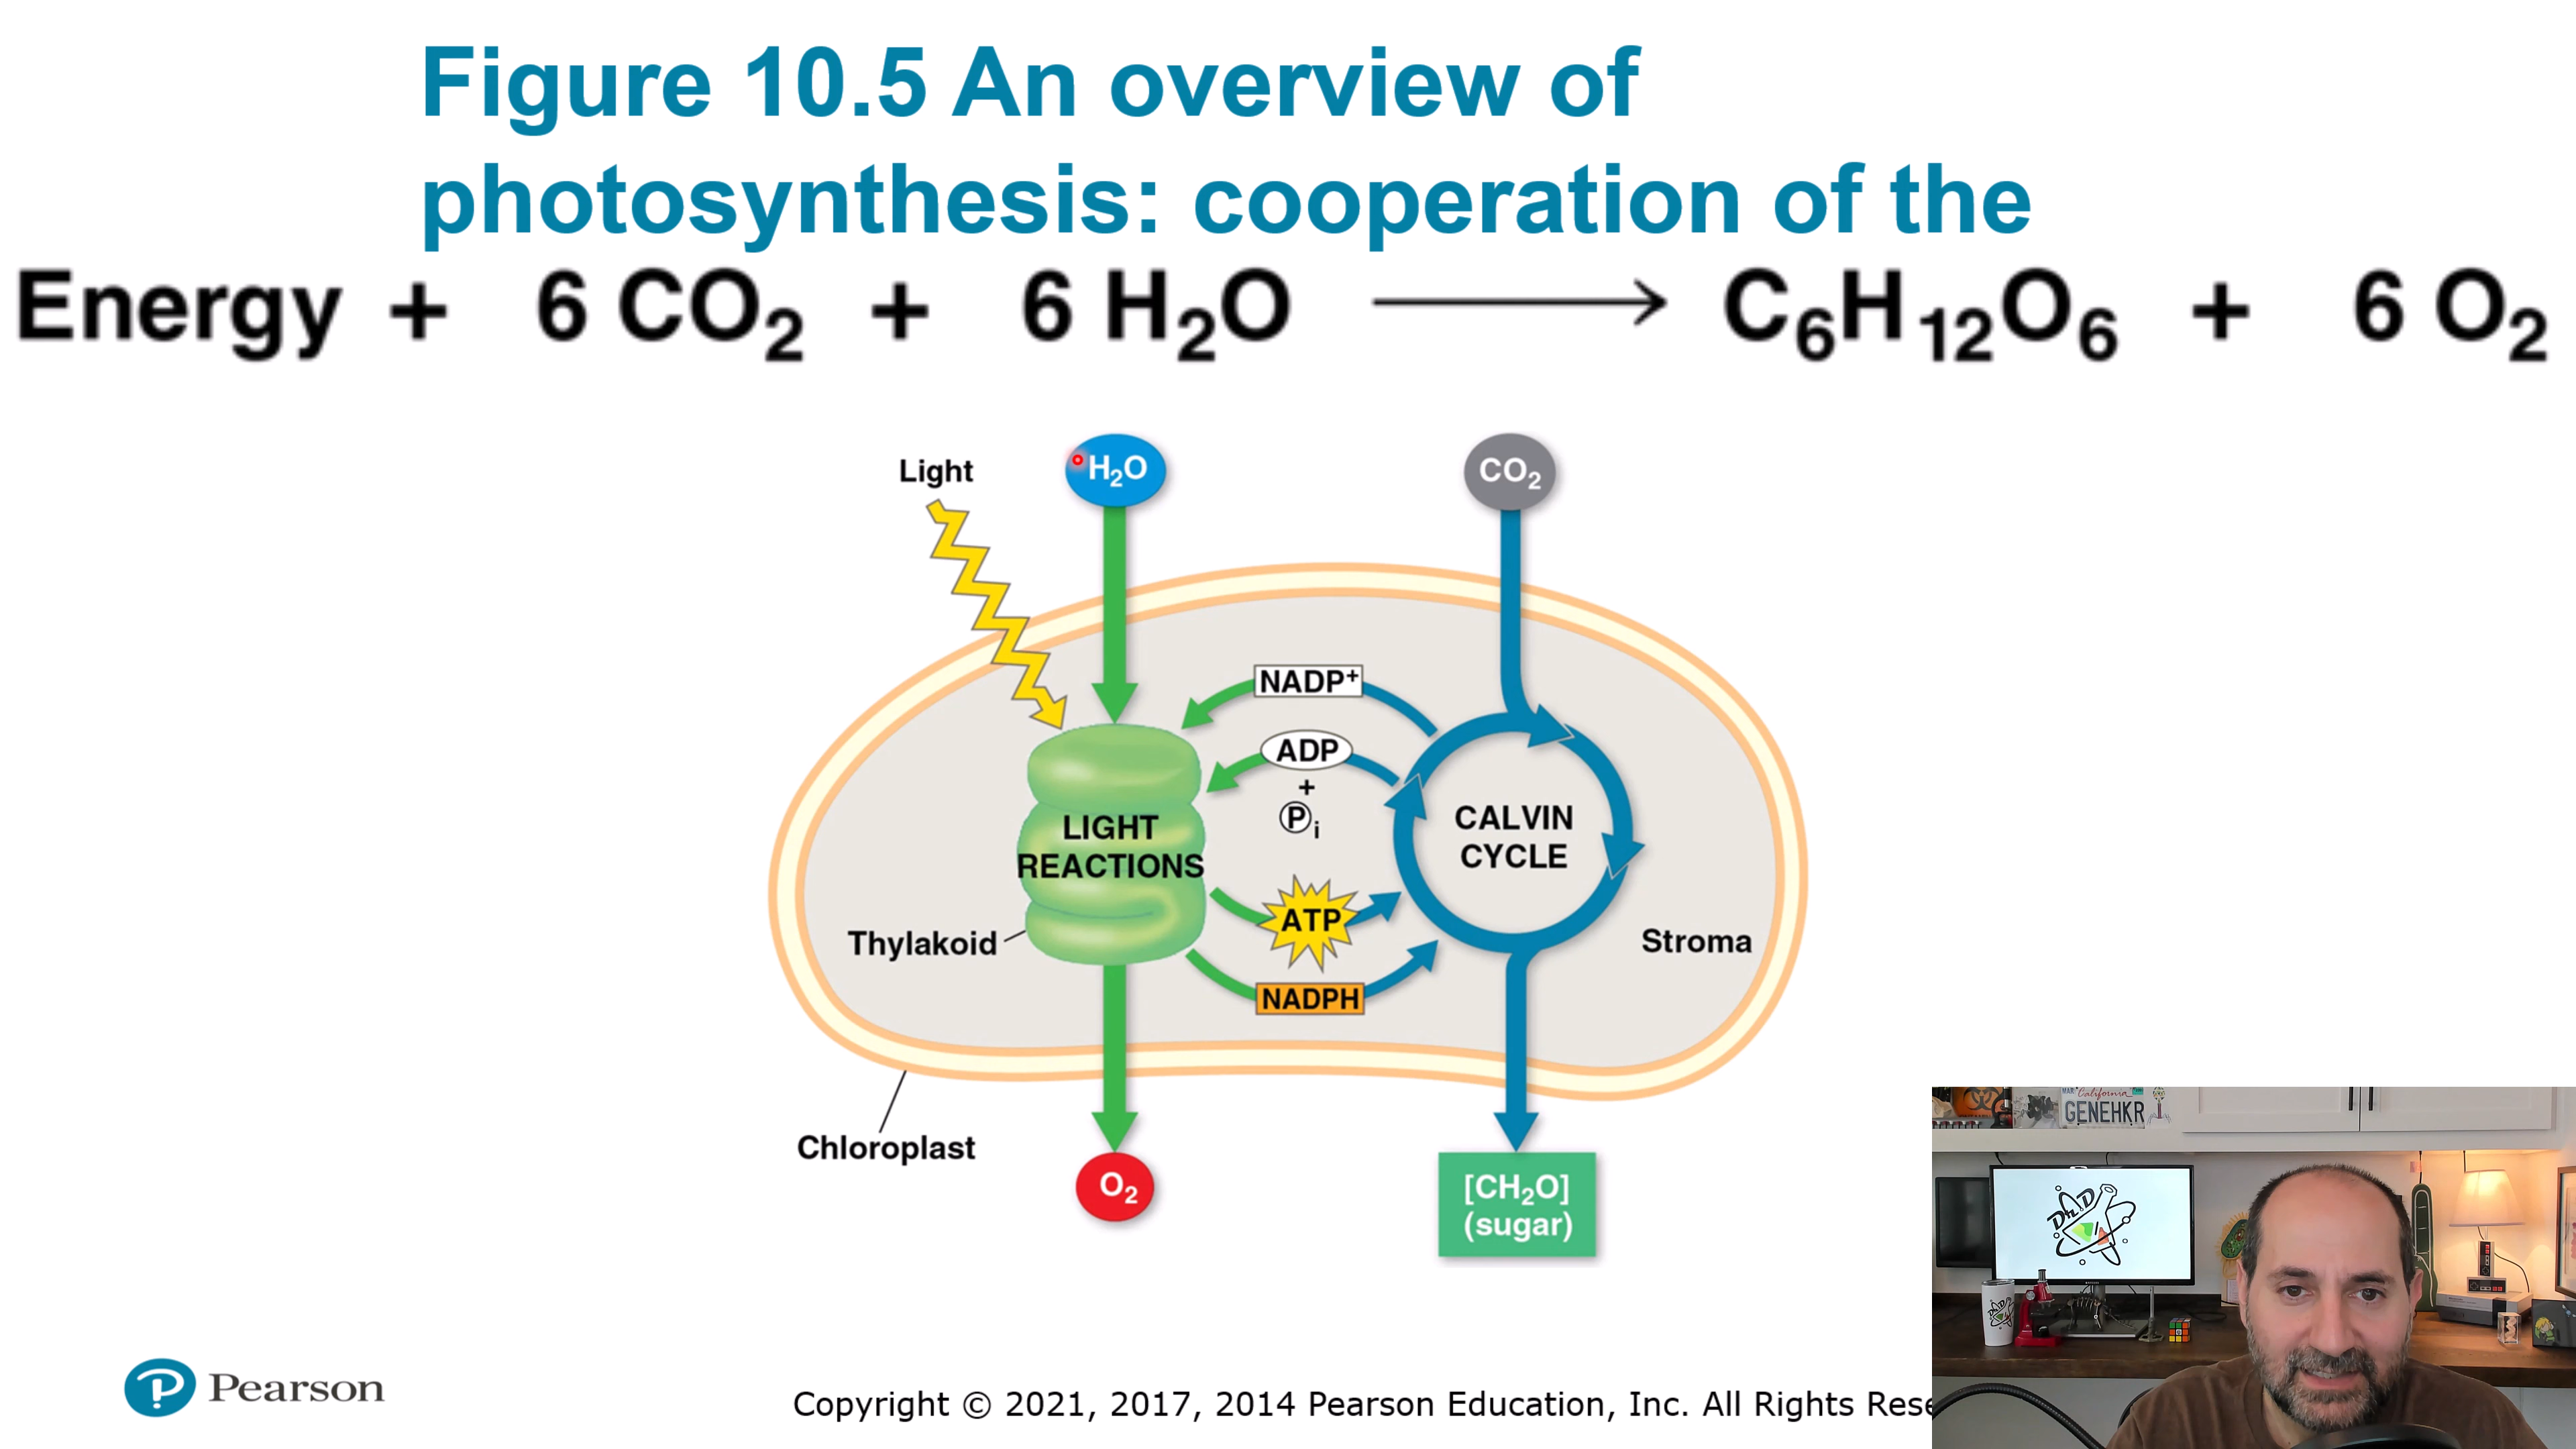 Figure 10.5 An overview of
photosynthesis: cooperation of the
Energy + 6 CO₂ + 6 H₂O ⟶ C₆H₁₂O₆ + 6 O₂
Light
H₂O
CO₂
NADP⁺
ADP
+
Ⓟi
LIGHT
REACTIONS
CALVIN
CYCLE
ATP
Thylakoid
Stroma
NADPH
Chloroplast
O₂
[CH₂O]
(sugar)
California
GENEHKR
Pearson
Copyright © 2021, 2017, 2014 Pearson Education, Inc. All Rights Rese